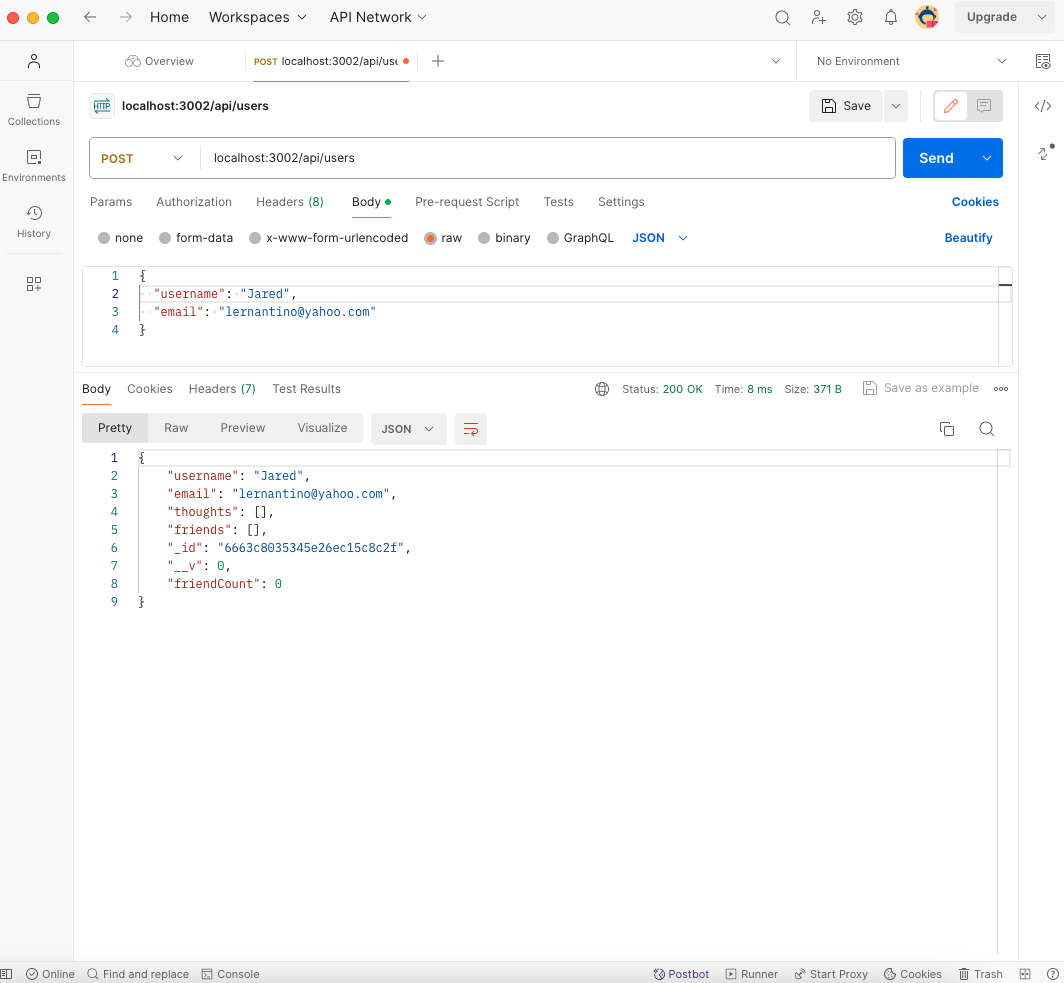 Home Workspaces API Network Upgrade
Overview POST localhost:3002/api/use No Environment
HTTP localhost:3002/api/users Save
Collections
POST localhost:3002/api/users Send
Environments
Params Authorization Headers (8) Body Pre-request Script Tests Settings Cookies
History
none form-data x-www-form-urlencoded raw binary GraphQL JSON Beautify
1 {
2 "username": "Jared",
3 "email": "lernantino@yahoo.com"
4 }
Body Cookies Headers (7) Test Results Status: 200 OK Time: 8 ms Size: 371 B Save as example
Pretty Raw Preview Visualize JSON
1 {
2 "username": "Jared",
3 "email": "lernantino@yahoo.com",
4 "thoughts": [],
5 "friends": [],
6 "_id": "6663c8035345e26ec15c8c2f",
7 "__v": 0,
8 "friendCount": 0
9 }
Online Find and replace Console Postbot Runner Start Proxy Cookies Trash